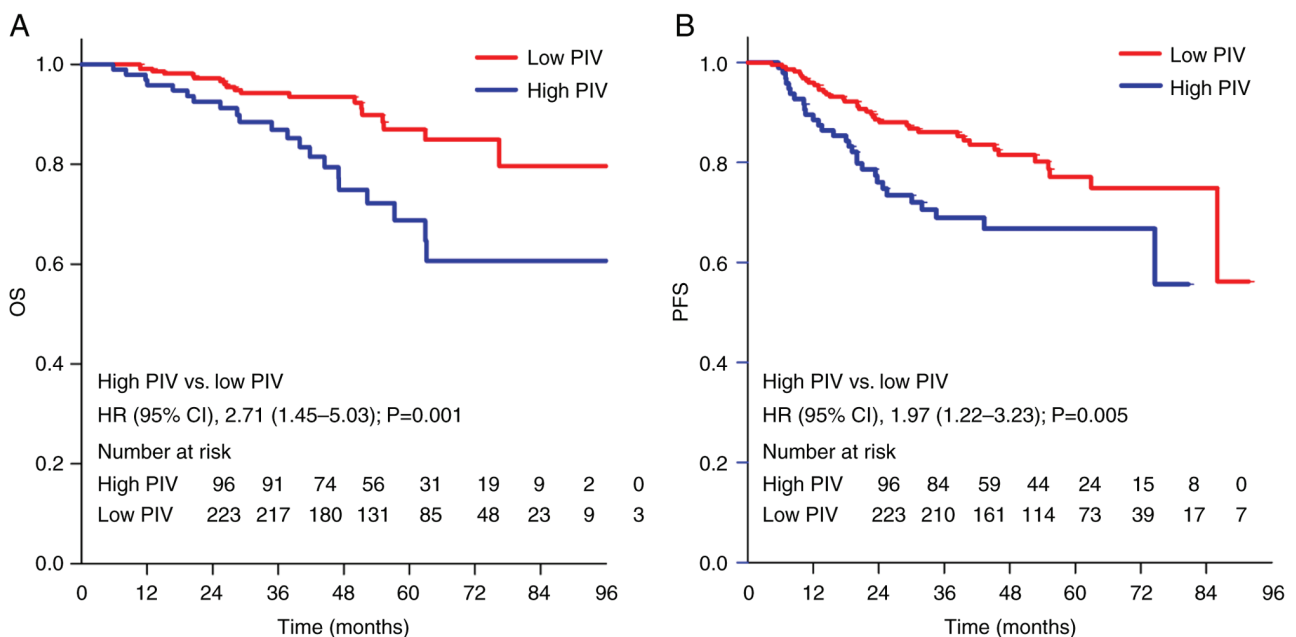 A
Low PIV
High PIV
1.0
0.8
0.6
0.4
0.2
0.0
OS
High PIV vs. low PIV
HR (95% CI), 2.71 (1.45–5.03); P=0.001
Number at risk
High PIV 96 91 74 56 31 19 9 2 0
Low PIV 223 217 180 131 85 48 23 9 3
0 12 24 36 48 60 72 84 96
Time (months)
B
Low PIV
High PIV
1.0
0.8
0.6
0.4
0.2
0.0
PFS
High PIV vs. low PIV
HR (95% CI), 1.97 (1.22–3.23); P=0.005
Number at risk
High PIV 96 84 59 44 24 15 8 0
Low PIV 223 210 161 114 73 39 17 7
0 12 24 36 48 60 72 84 96
Time (months)